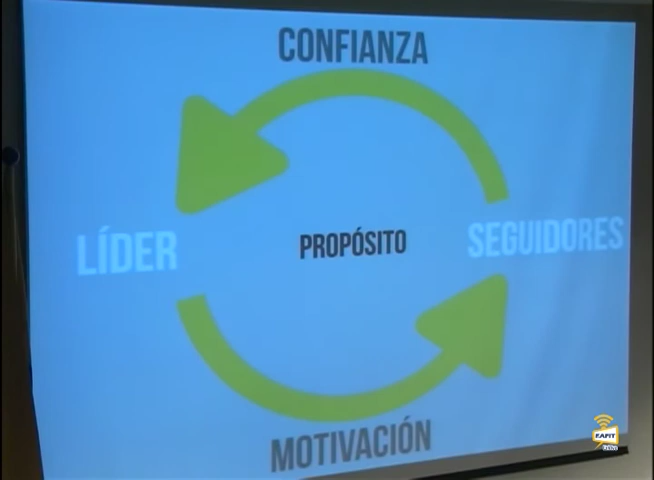 CONFIANZA
LÍDER
PROPÓSITO
SEGUIDORES
MOTIVACIÓN
EAFIT